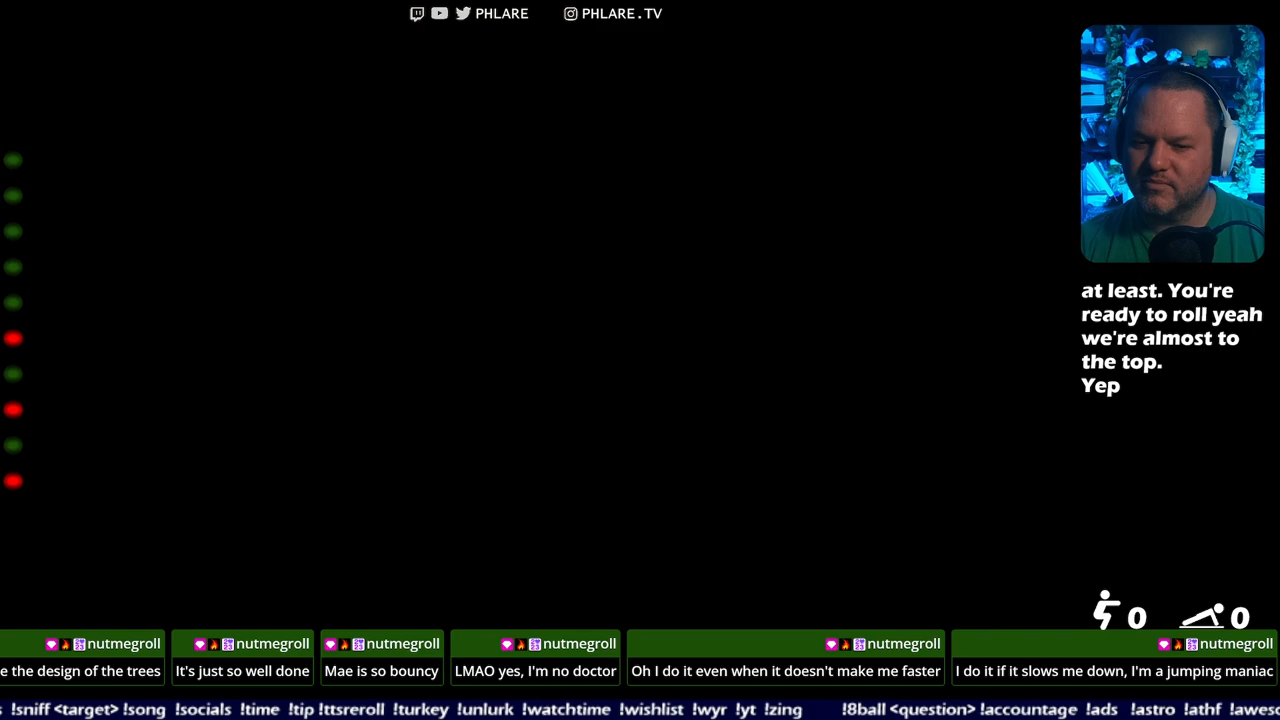 PHLARE PHLARE.TV
at least. You're
ready to roll yeah
we're almost to
the top.
Yep
0 0
nutmegroll nutmegroll nutmegroll nutmegroll nutmegroll nutmegroll
e the design of the trees It's just so well done Mae is so bouncy LMAO yes, I'm no doctor Oh I do it even when it doesn't make me faster I do it if it slows me down, I'm a jumping maniac
!sniff <target> !song !socials !time !tip !ttsreroll !turkey !unlurk !watchtime !wishlist !wyr !yt !zing !8ball <question> !accountage !ads !astro !athf !aweso